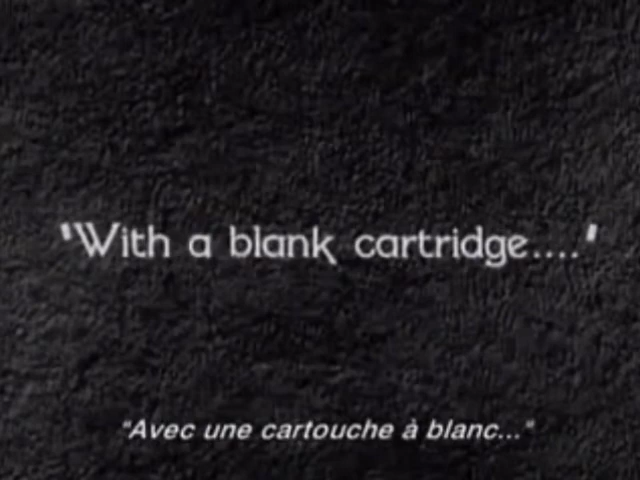 "With a blank cartridge...."
"Avec une cartouche à blanc..."